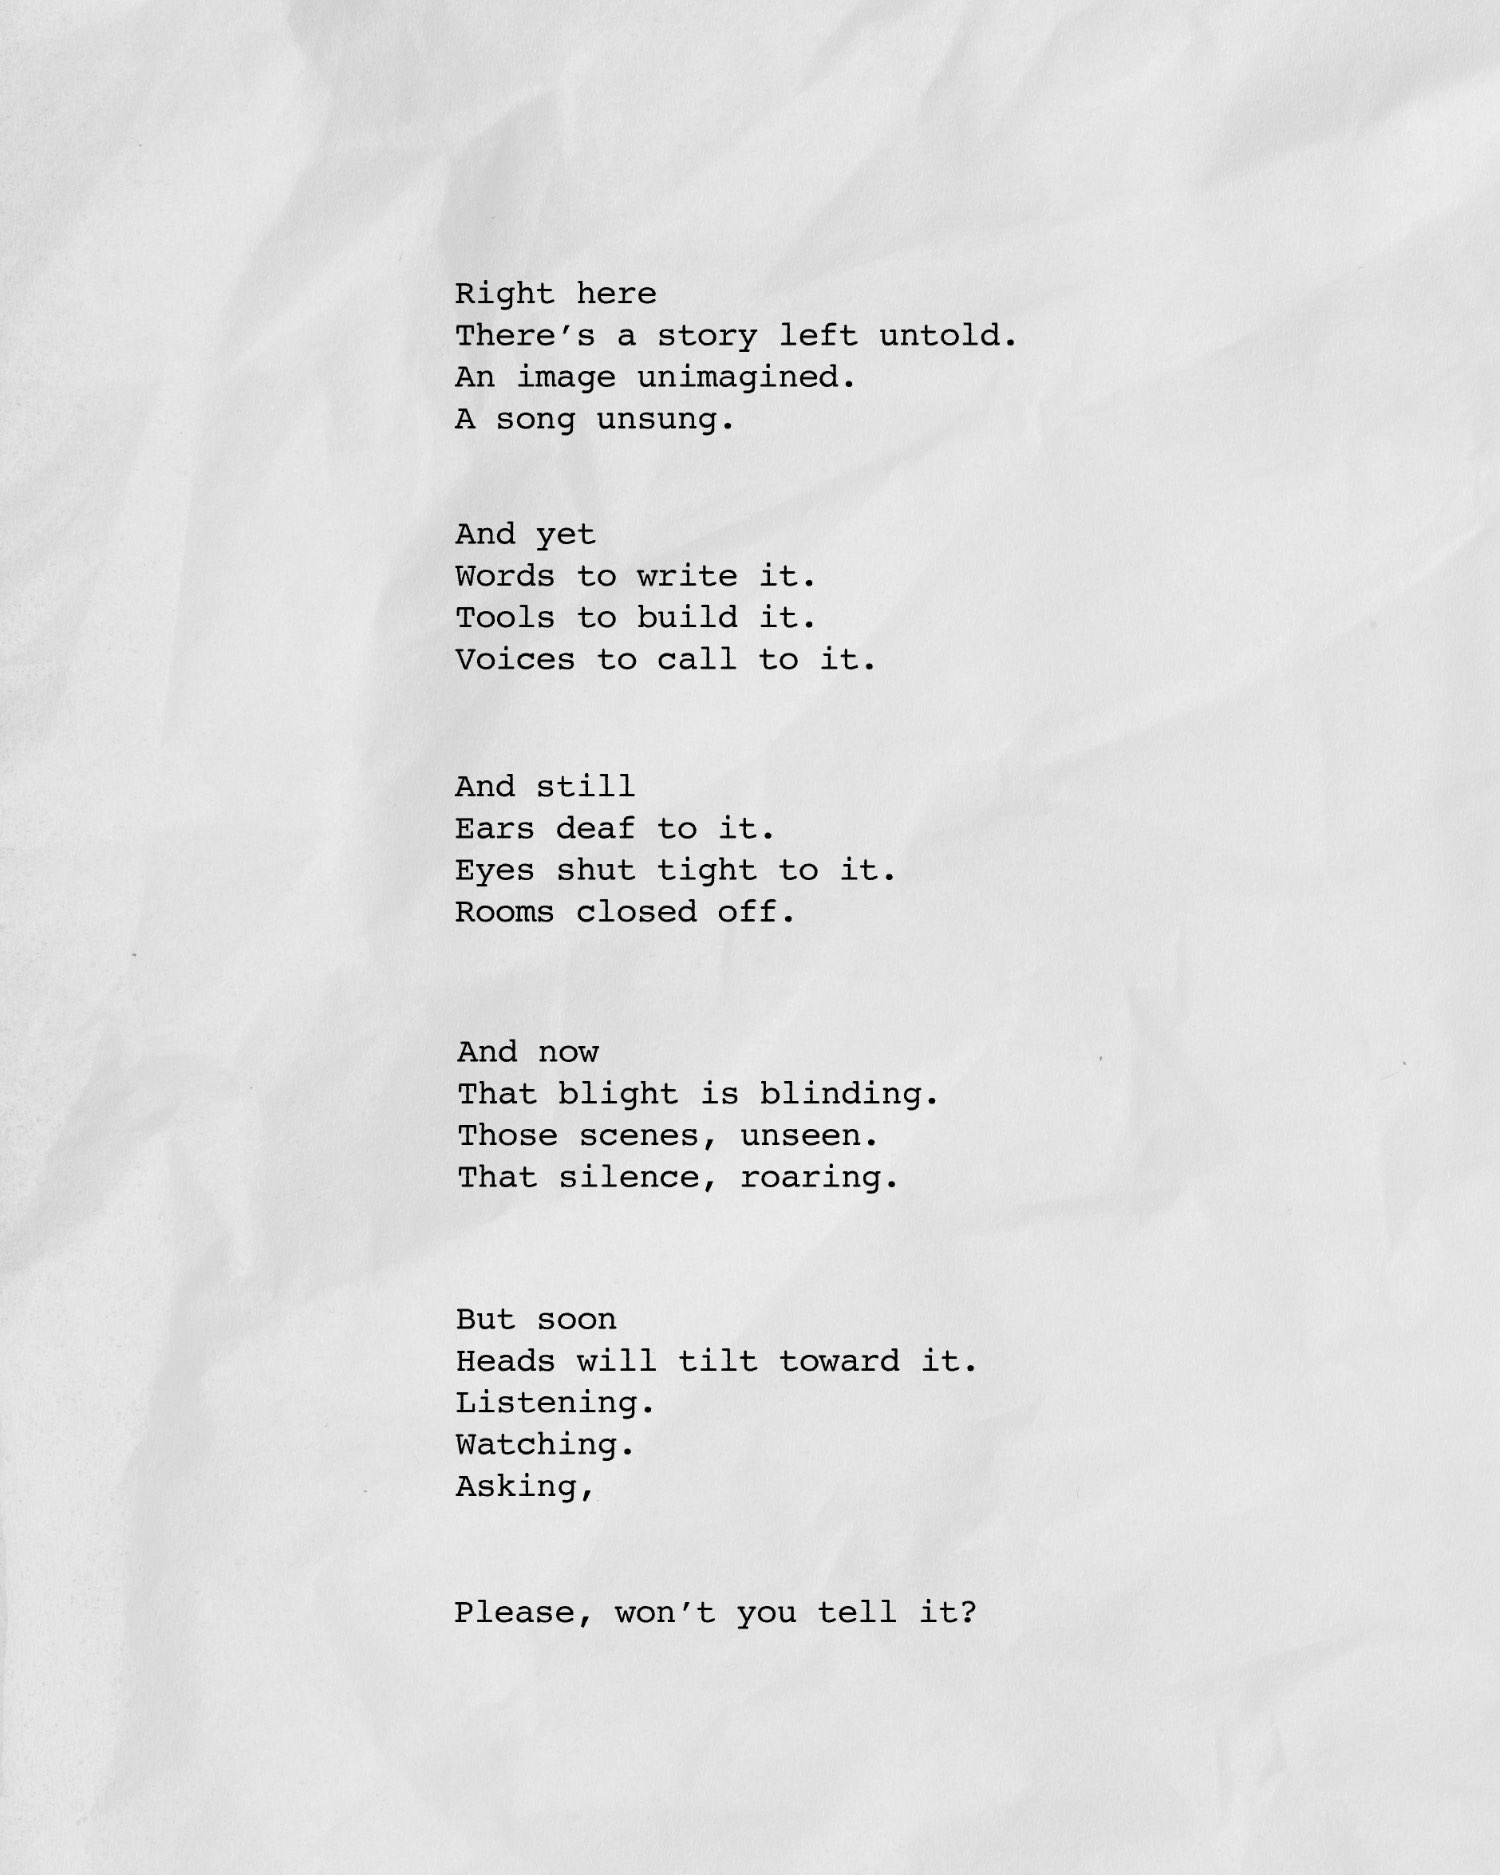 Right here
There’s a story left untold.
An image unimagined.
A song unsung.
And yet
Words to write it.
Tools to build it.
Voices to call to it.
And still
Ears deaf to it.
Eyes shut tight to it.
Rooms closed off.
And now
That blight is blinding.
Those scenes, unseen.
That silence, roaring.
But soon
Heads will tilt toward it.
Listening.
Watching.
Asking,
Please, won’t you tell it?